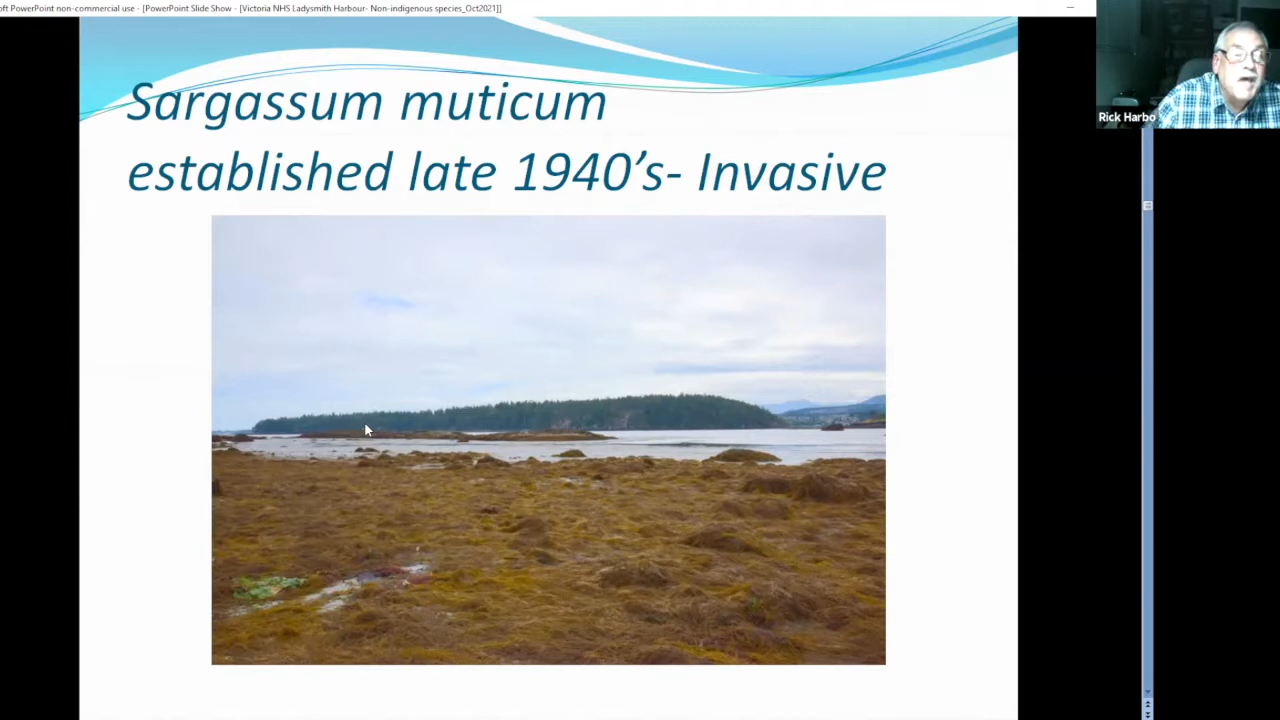 oft PowerPoint non-commercial use - [PowerPoint Slide Show - [Victoria NHS Ladysmith Harbour- Non-indigenous species_Oct2021]]
Sargassum muticum
established late 1940’s- Invasive
Rick Harbo